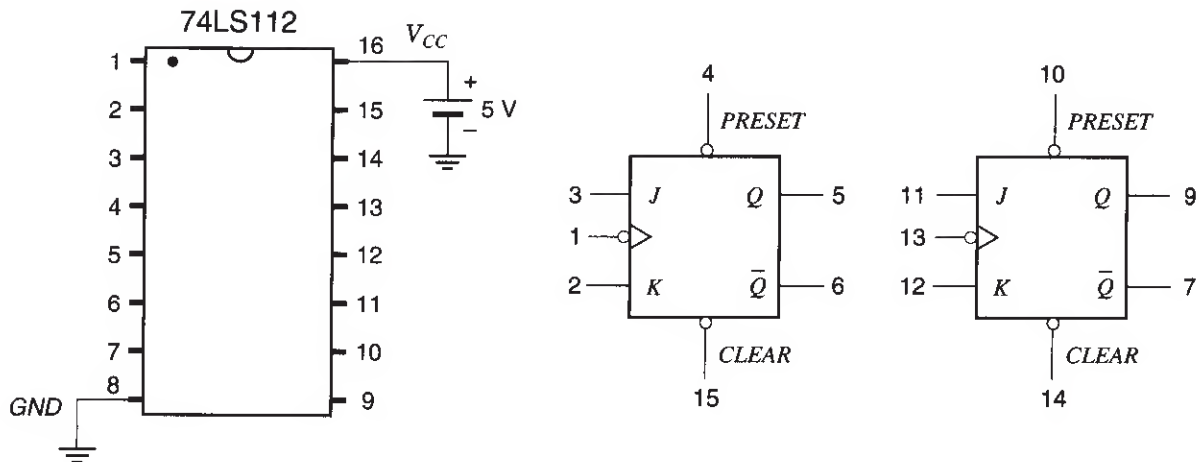 74LS112
1
2
3
4
5
6
7
8
GND
16 V_CC
15
14
13
12
11
10
9
+
5 V
–
4
PRESET
3 J Q 5
1
2 K Q̅ 6
CLEAR
15
10
PRESET
11 J Q 9
13
12 K Q̅ 7
CLEAR
14